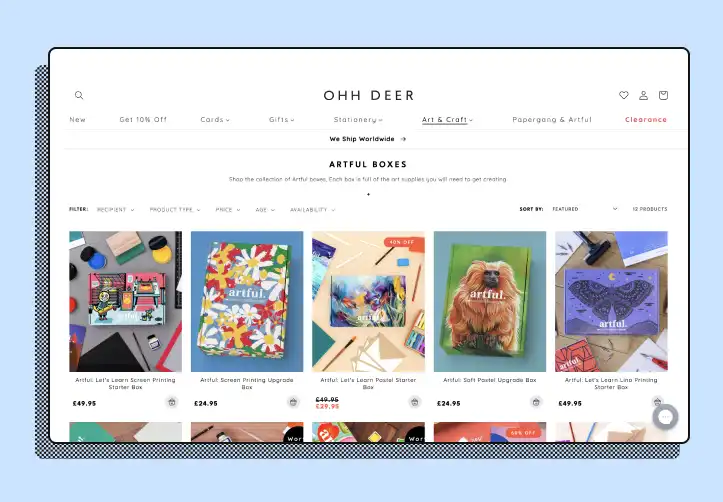 OHH DEER
New Get 10% Off Cards Gifts Stationery Art & Craft Papergang & Artful Clearance
We Ship Worldwide →
ARTFUL BOXES
Shop the collection of Artful boxes. Each box is full of the art supplies you will need to get creating.
FILTER: RECIPIENT PRODUCT TYPE PRICE AGE AVAILABILITY SORT BY: FEATURED 12 PRODUCTS
40% OFF
artful.
artful.
artful.
artful.
artful.
Artful: Let's Learn Screen Printing Starter Box
Artful: Screen Printing Upgrade Box
Artful: Let's Learn Pastel Starter Box
Artful: Soft Pastel Upgrade Box
Artful: Let's Learn Lino Printing Starter Box
£49.95
£24.95
£49.95
£29.95
£24.95
£49.95
Wor
Wor
40% OFF